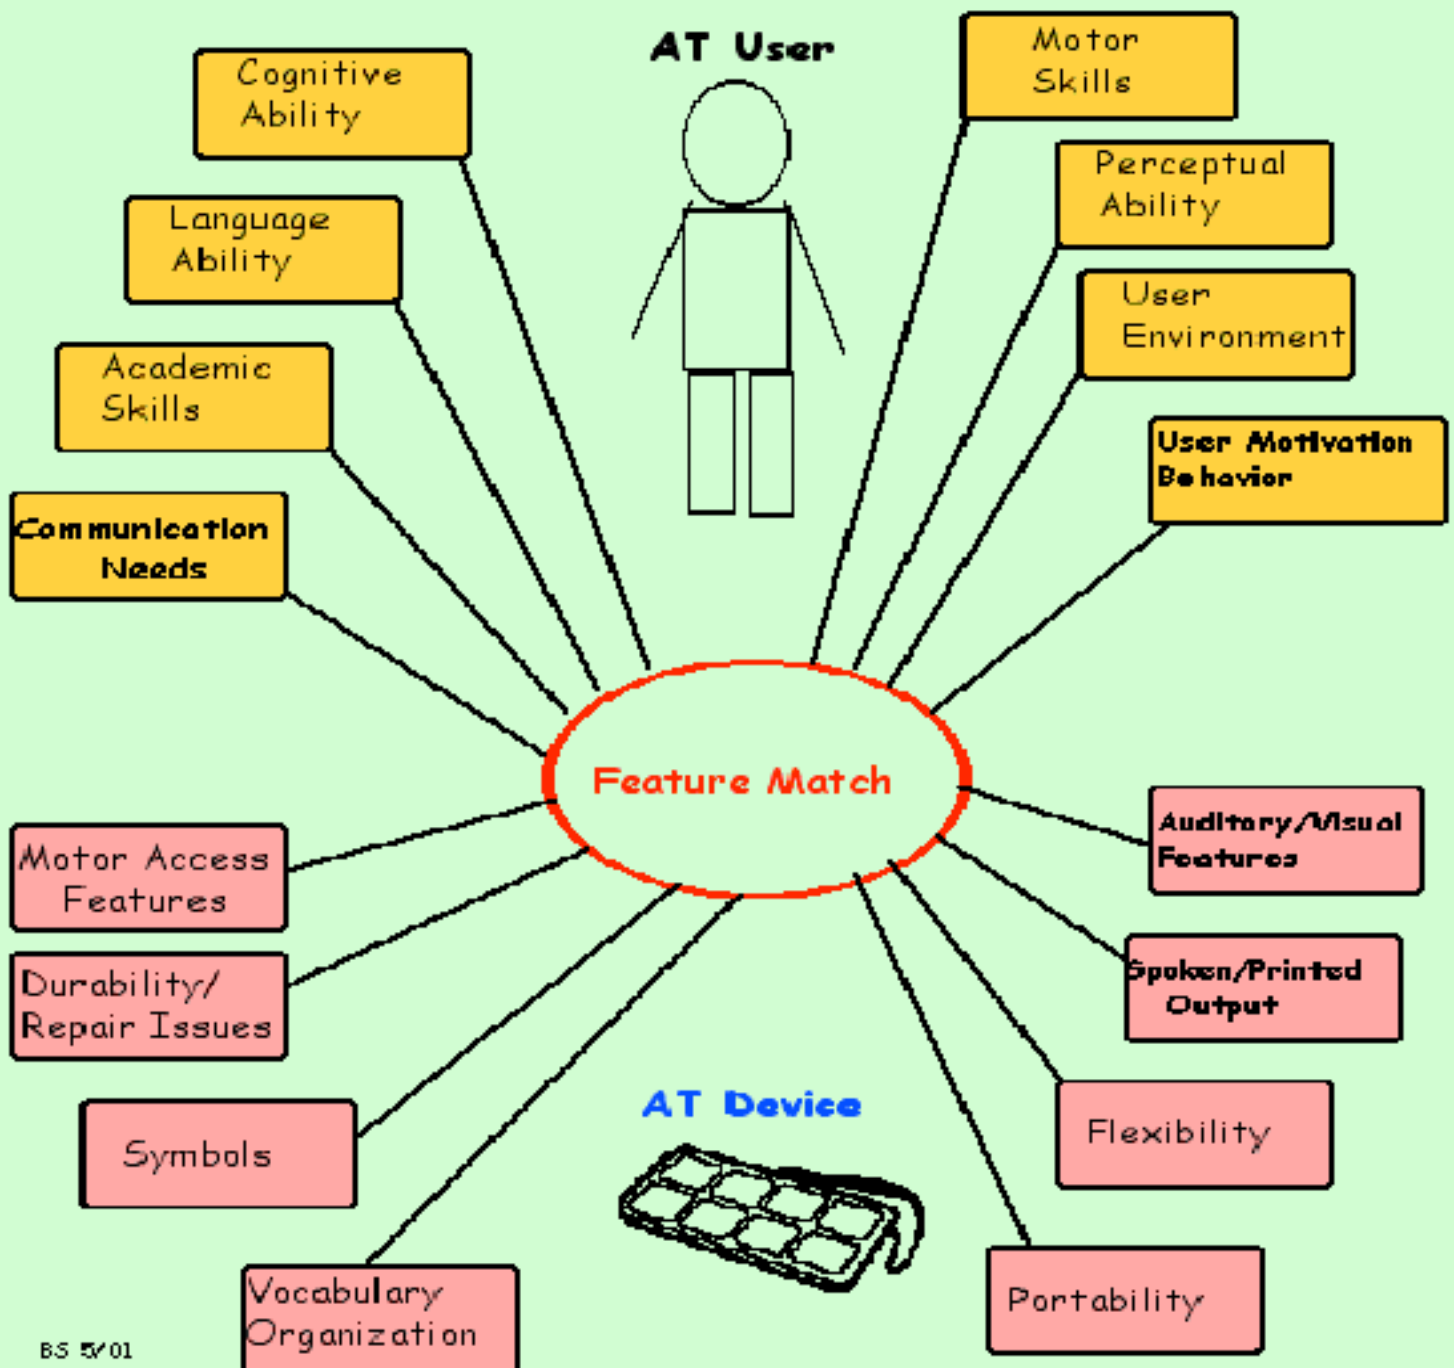 AT User
Cognitive
Ability
Language
Ability
Academic
Skills
Communication
Needs
Motor
Skills
Perceptual
Ability
User
Environment
User Motivation
Behavior
Feature Match
Motor Access
Features
Durability/
Repair Issues
Symbols
Vocabulary
Organization
Auditory/Visual
Features
Spoken/Printed
Output
Flexibility
Portability
AT Device
BS 5/01